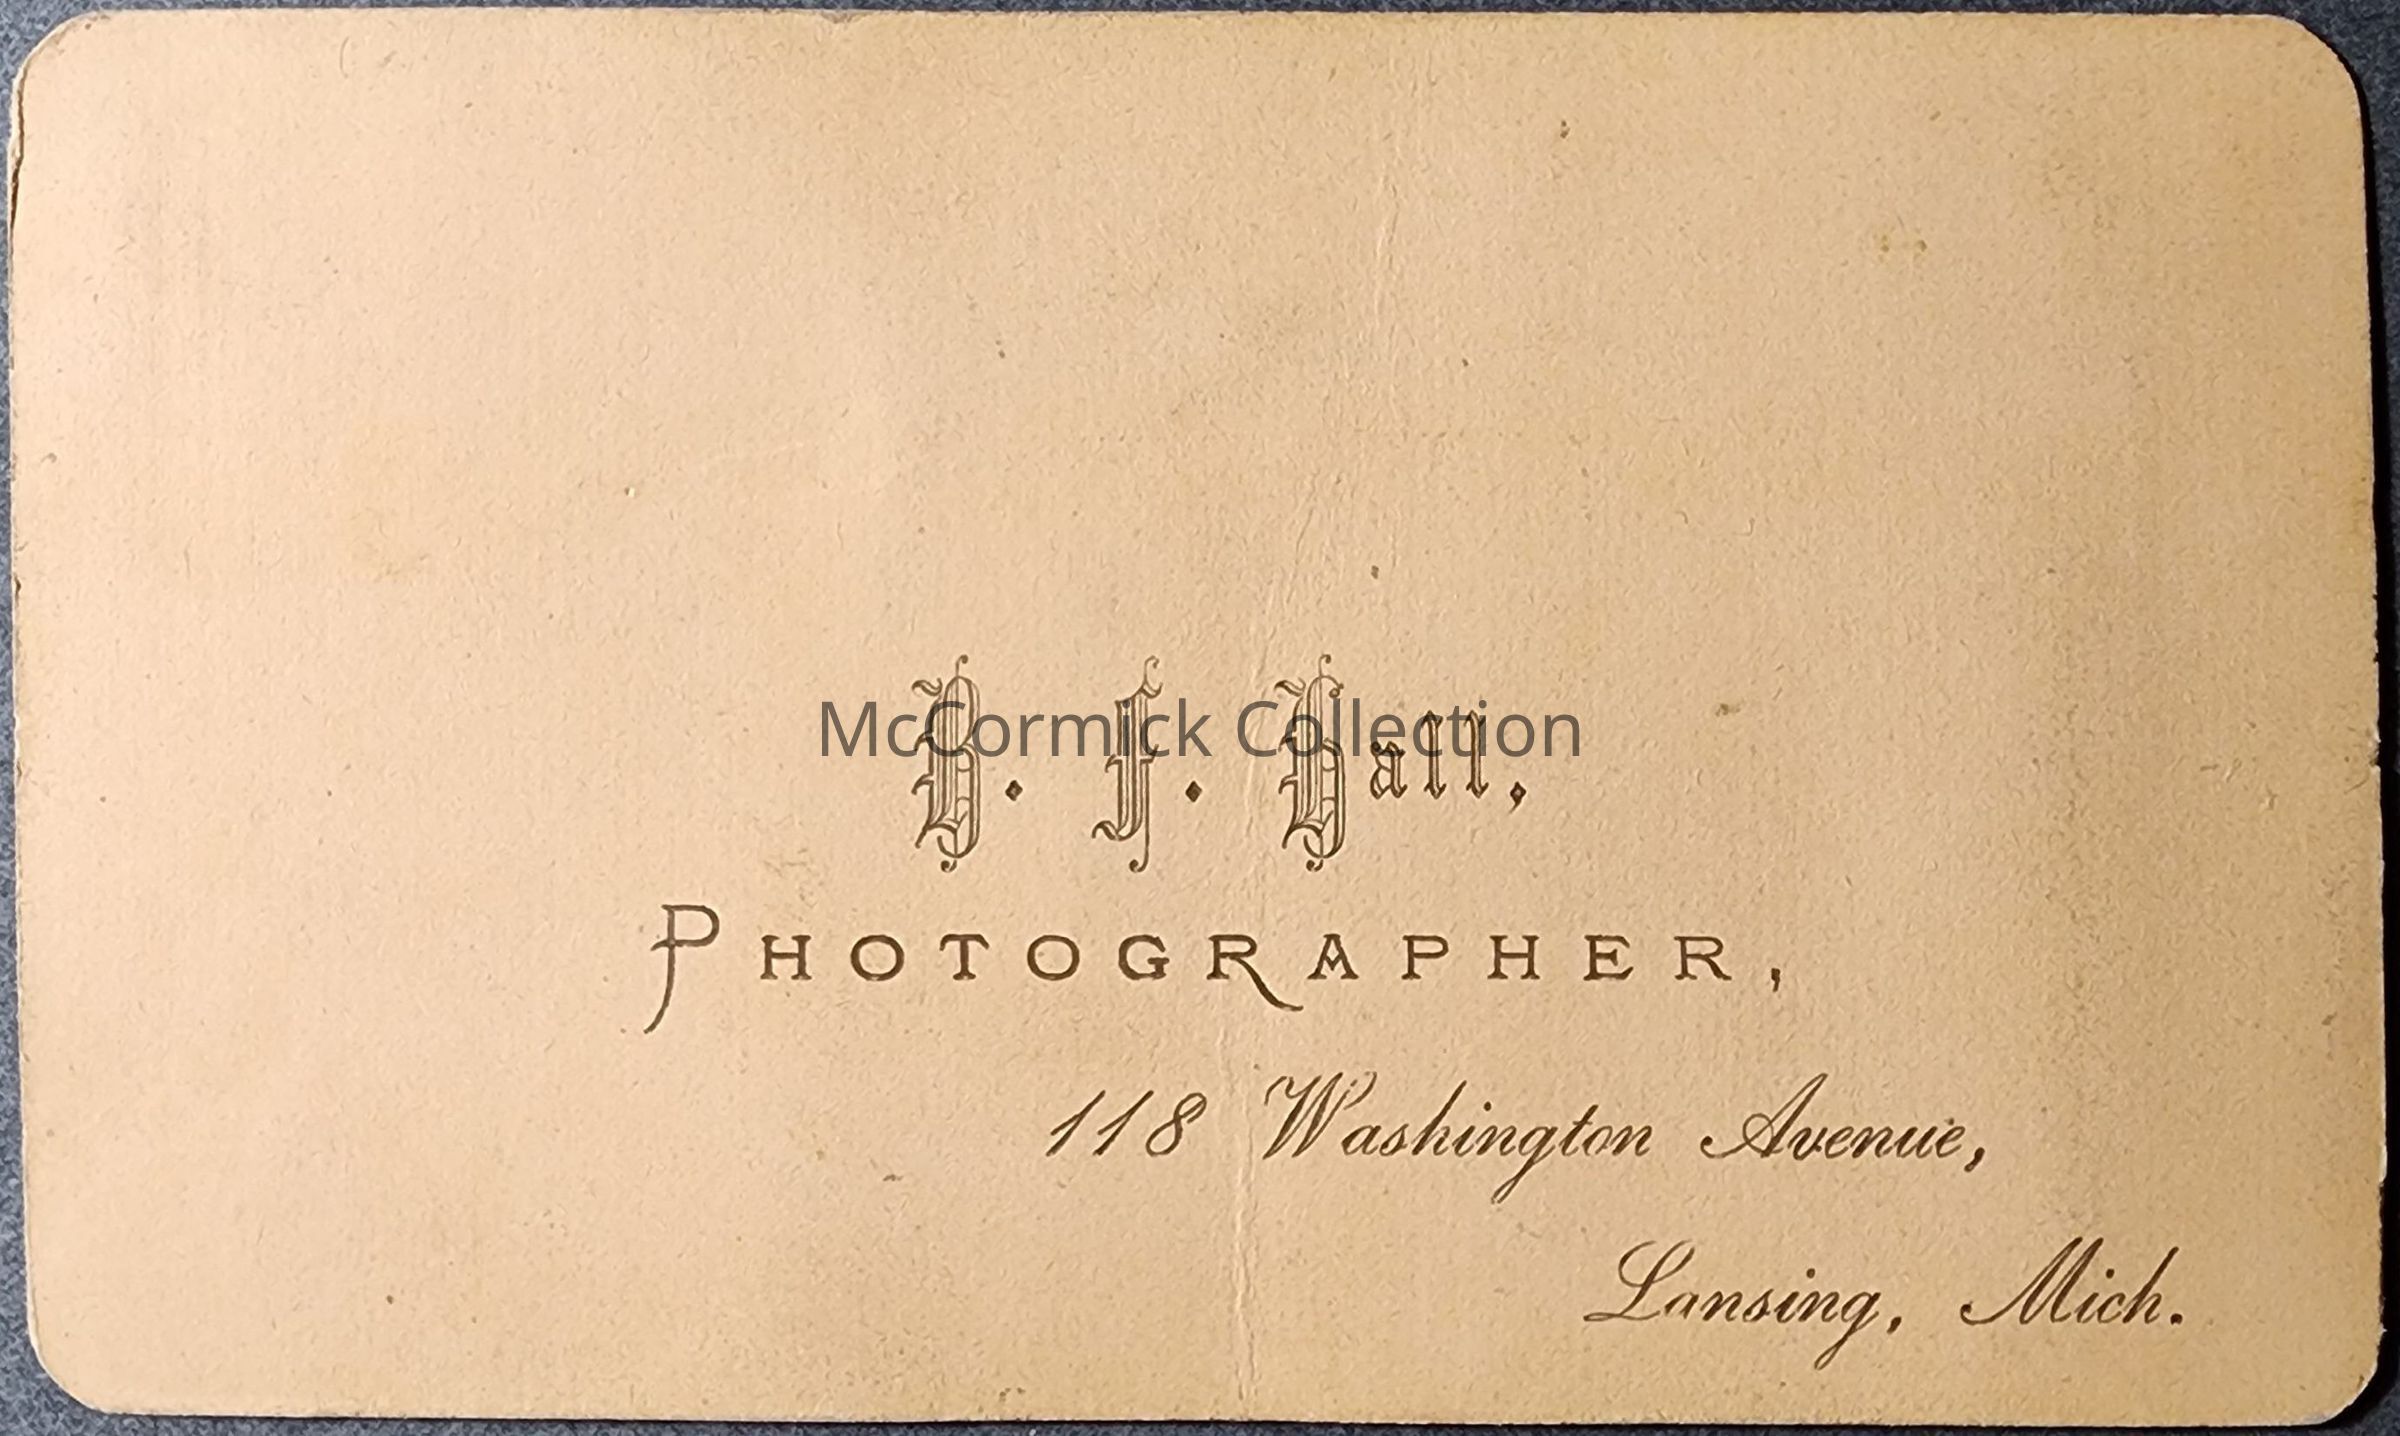 B. F. Hall,
McCormick Collection
PHOTOGRAPHER,
118 Washington Avenue,
Lansing, Mich.